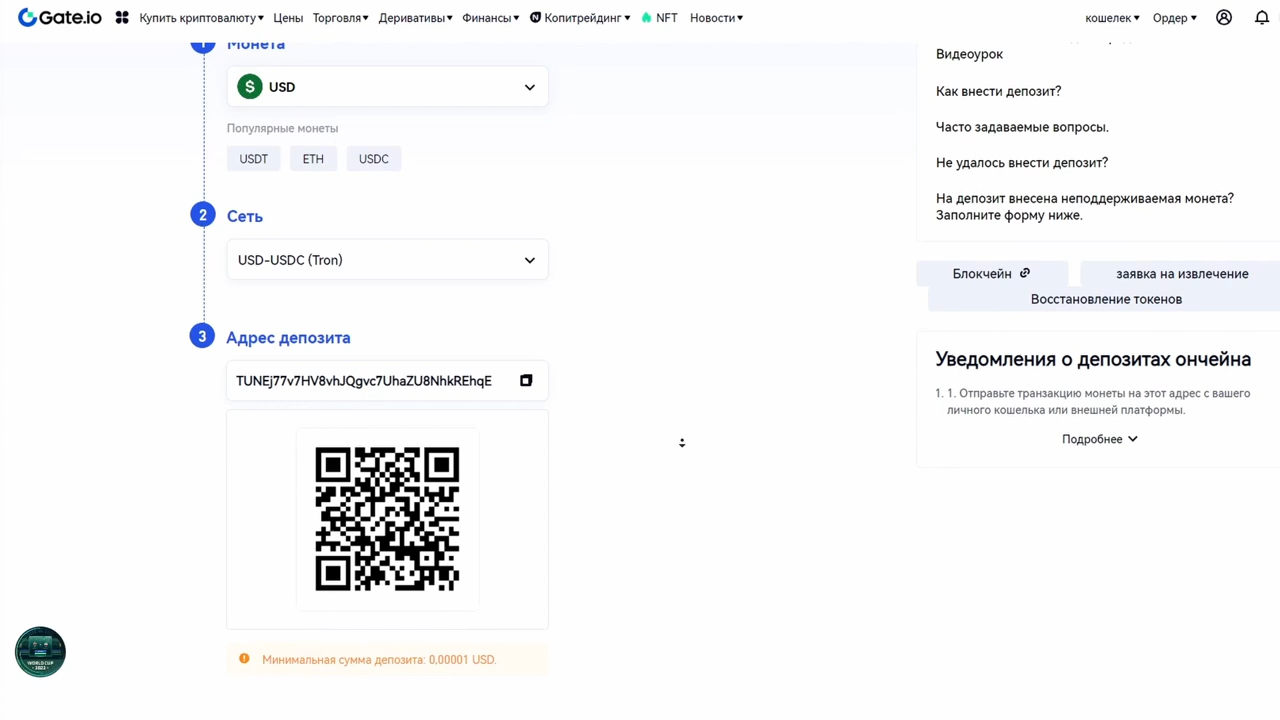 Gate.io
Купить криптовалюту
Цены
Торговля
Деривативы
Финансы
Копитрейдинг
NFT
Новости
кошелек
Ордер
1 Монета
USD
Популярные монеты
USDT
ETH
USDC
2 Сеть
USD-USDC (Tron)
3 Адрес депозита
TUNEj77v7HV8vhJQgvc7UhaZU8NhkREhqE
Минимальная сумма депозита: 0,00001 USD.
WORLD CUP
2022
Видеоурок
Как внести депозит?
Часто задаваемые вопросы.
Не удалось внести депозит?
На депозит внесена неподдерживаемая монета?
Заполните форму ниже.
Блокчейн
заявка на извлечение
Восстановление токенов
Уведомления о депозитах ончейна
1. 1. Отправьте транзакцию монеты на этот адрес с вашего
личного кошелька или внешней платформы.
Подробнее